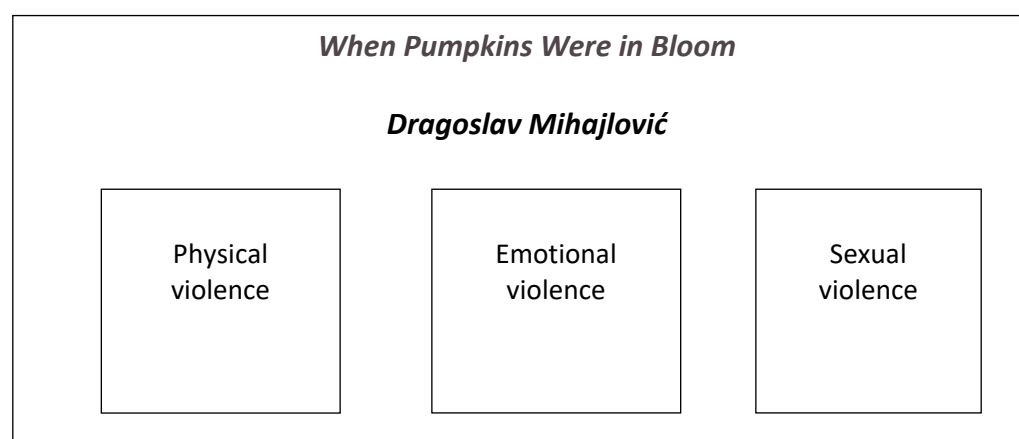 When Pumpkins Were in Bloom
Dragoslav Mihajlović
Physical
violence
Emotional
violence
Sexual
violence